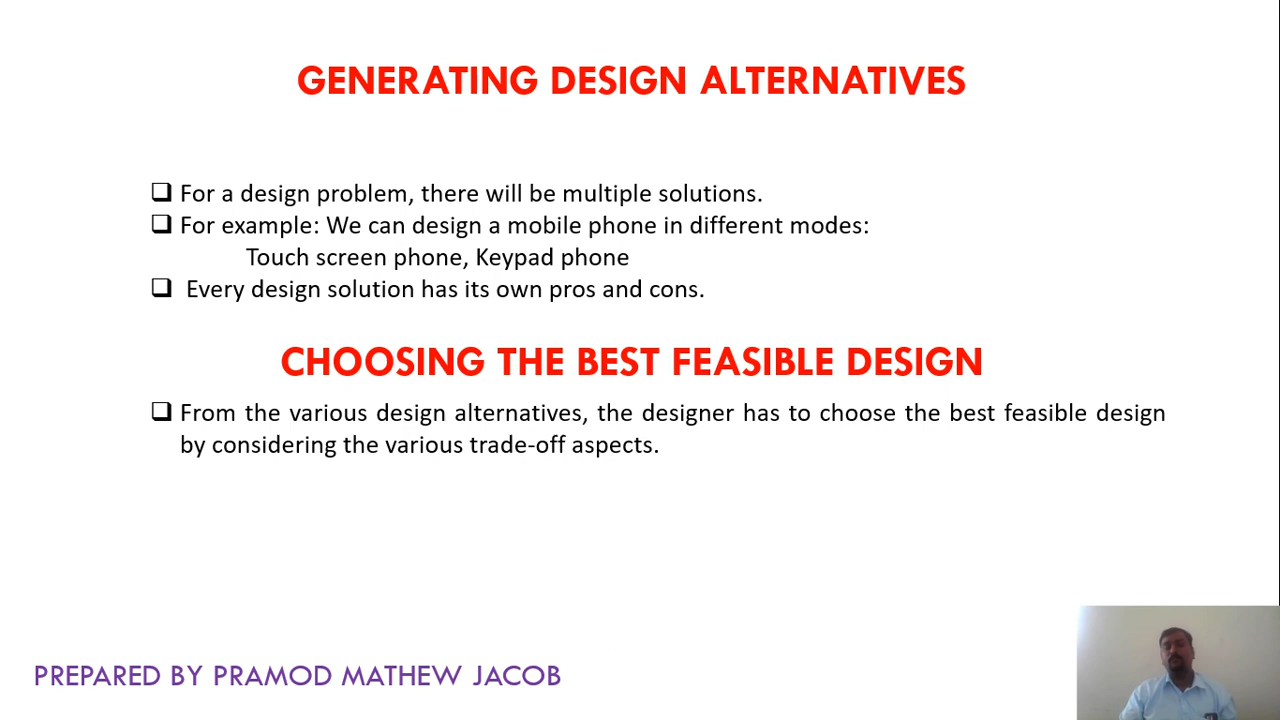 GENERATING DESIGN ALTERNATIVES
❑ For a design problem, there will be multiple solutions.
❑ For example: We can design a mobile phone in different modes:
Touch screen phone, Keypad phone
❑ Every design solution has its own pros and cons.
CHOOSING THE BEST FEASIBLE DESIGN
❑ From the various design alternatives, the designer has to choose the best feasible design
by considering the various trade-off aspects.
PREPARED BY PRAMOD MATHEW JACOB